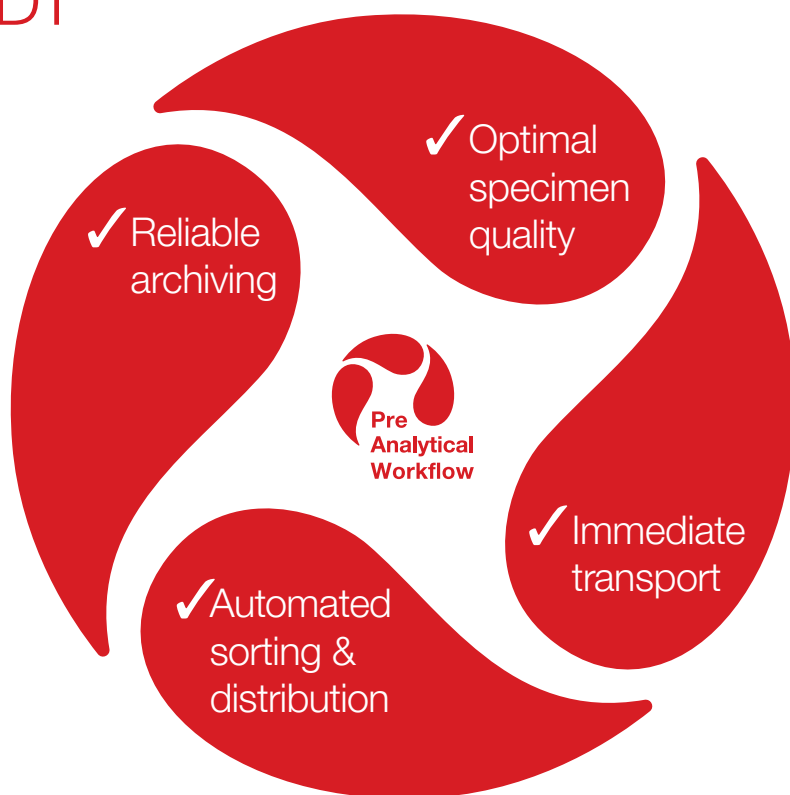 ✓ Optimal
specimen
quality
✓ Reliable
archiving
Pre
Analytical
Workflow
✓ Immediate
transport
✓ Automated
sorting &
distribution